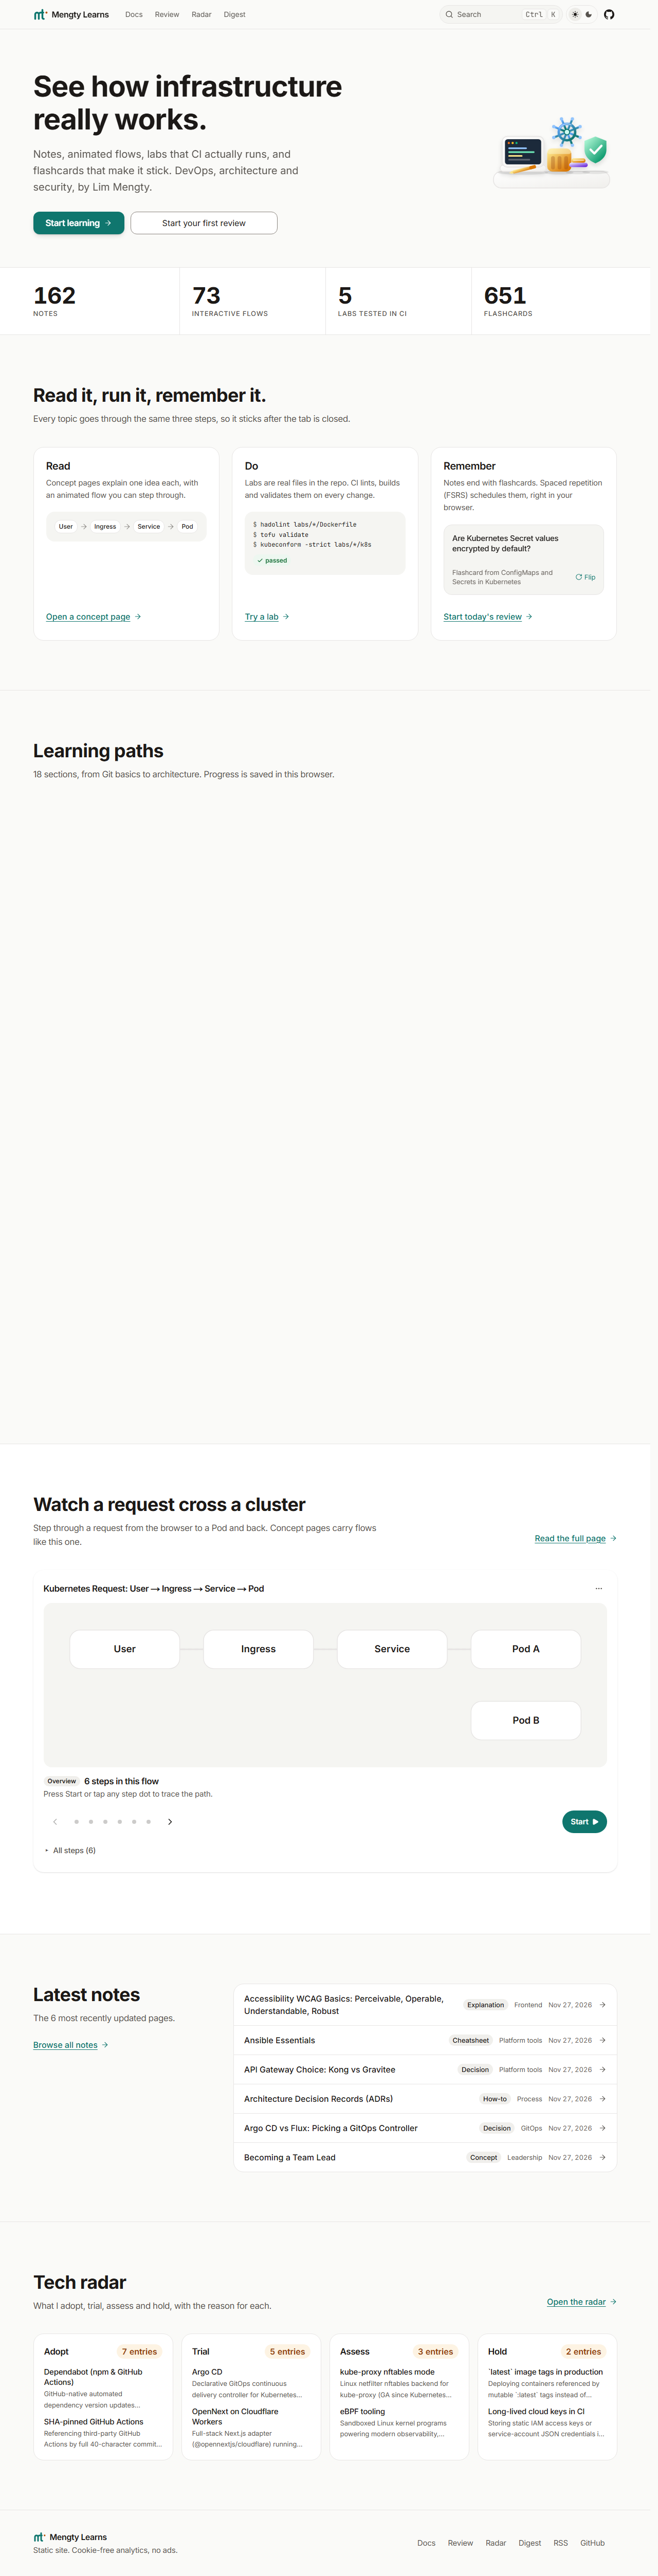 Mengty Learns
Docs
Review
Radar
Digest
Search
Ctrl K
See how infrastructure
really works.
Notes, animated flows, labs that CI actually runs, and
flashcards that make it stick. DevOps, architecture and
security, by Lim Mengty.
Start learning →
Start your first review
162
NOTES
73
INTERACTIVE FLOWS
5
LABS TESTED IN CI
651
FLASHCARDS
Read it, run it, remember it.
Every topic goes through the same three steps, so it sticks after the tab is closed.
Read
Concept pages explain one idea each, with
an animated flow you can step through.
User → Ingress → Service → Pod
Open a concept page →
Do
Labs are real files in the repo. CI lints, builds
and validates them on every change.
$ hadolint labs/*/Dockerfile
$ tofu validate
$ kubeconform -strict labs/*/k8s
✓ passed
Try a lab →
Remember
Notes end with flashcards. Spaced repetition
(FSRS) schedules them, right in your
browser.
Are Kubernetes Secret values
encrypted by default?
Flashcard from ConfigMaps and
Secrets in Kubernetes
Flip
Start today's review →
Learning paths
18 sections, from Git basics to architecture. Progress is saved in this browser.
Watch a request cross a cluster
Step through a request from the browser to a Pod and back. Concept pages carry flows
like this one.
Read the full page →
Kubernetes Request: User → Ingress → Service → Pod
···
User
Ingress
Service
Pod A
Pod B
Overview 6 steps in this flow
Press Start or tap any step dot to trace the path.
Start
All steps (6)
Latest notes
The 6 most recently updated pages.
Browse all notes →
Accessibility WCAG Basics: Perceivable, Operable,
Understandable, Robust
Explanation Frontend Nov 27, 2026 →
Ansible Essentials Cheatsheet Platform tools Nov 27, 2026 →
API Gateway Choice: Kong vs Gravitee Decision Platform tools Nov 27, 2026 →
Architecture Decision Records (ADRs) How-to Process Nov 27, 2026 →
Argo CD vs Flux: Picking a GitOps Controller Decision GitOps Nov 27, 2026 →
Becoming a Team Lead Concept Leadership Nov 27, 2026 →
Tech radar
What I adopt, trial, assess and hold, with the reason for each.
Open the radar →
Adopt 7 entries
Dependabot (npm & GitHub
Actions)
GitHub-native automated
dependency version updates...
SHA-pinned GitHub Actions
Referencing third-party GitHub
Actions by full 40-character commit...
Trial 5 entries
Argo CD
Declarative GitOps continuous
delivery controller for Kubernetes...
OpenNext on Cloudflare
Workers
Full-stack Next.js adapter
(@opennextjs/cloudflare) running...
Assess 3 entries
kube-proxy nftables mode
Linux netfilter nftables backend for
kube-proxy (GA since Kubernetes...
eBPF tooling
Sandboxed Linux kernel programs
powering modern observability,...
Hold 2 entries
`latest` image tags in production
Deploying containers referenced by
mutable `latest` tags instead of...
Long-lived cloud keys in CI
Storing static IAM access keys or
service-account JSON credentials i...
Mengty Learns
Static site. Cookie-free analytics, no ads.
Docs
Review
Radar
Digest
RSS
GitHub